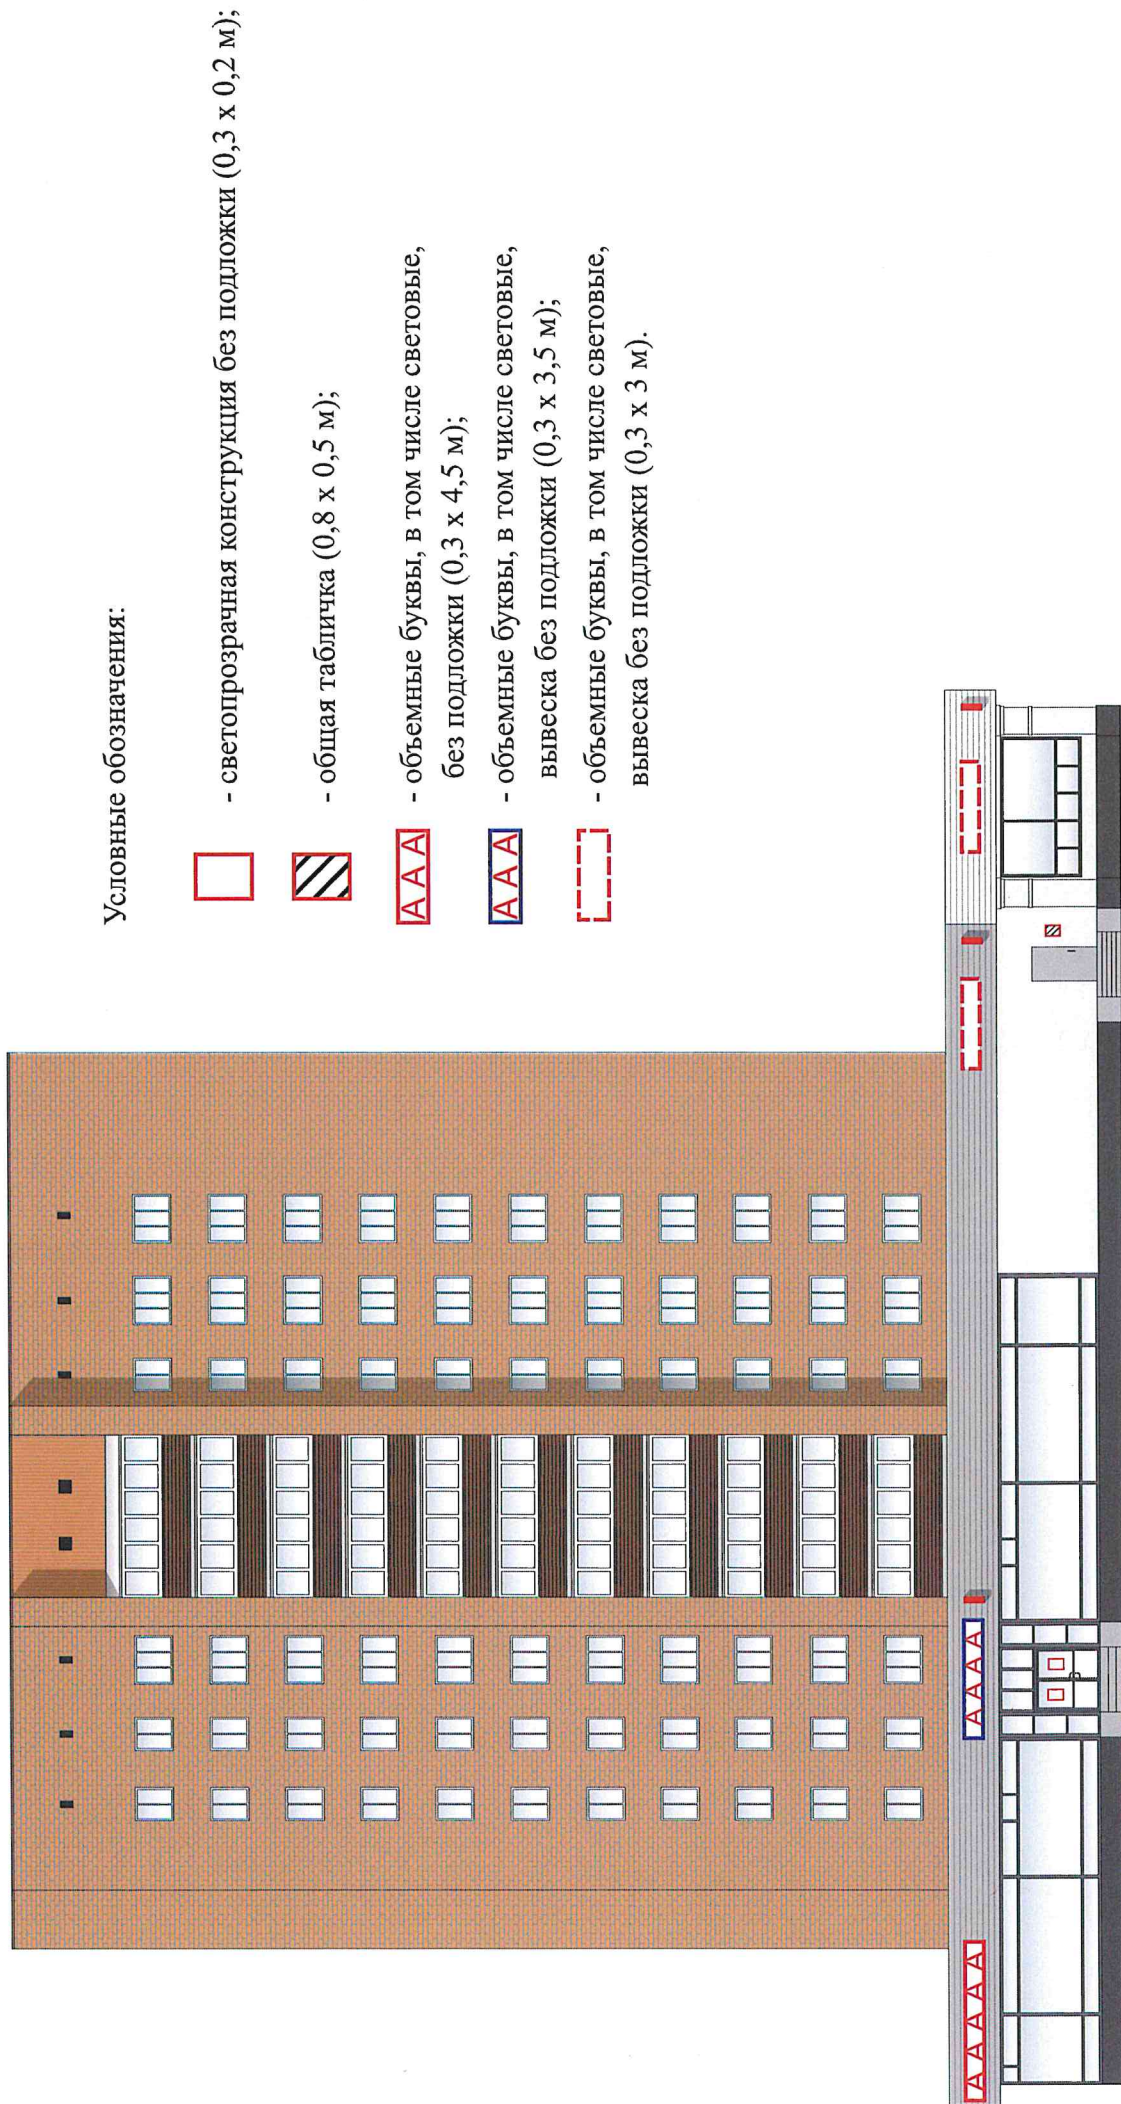 Условные обозначения:
- светопрозрачная конструкция без подложки (0,3 х 0,2 м);
- общая табличка (0,8 х 0,5 м);
ААА - объемные буквы, в том числе световые,
без подложки (0,3 х 4,5 м);
ААА - объемные буквы, в том числе световые,
вывеска без подложки (0,3 х 3,5 м);
- объемные буквы, в том числе световые,
вывеска без подложки (0,3 х 3 м).
ААААА
АААА